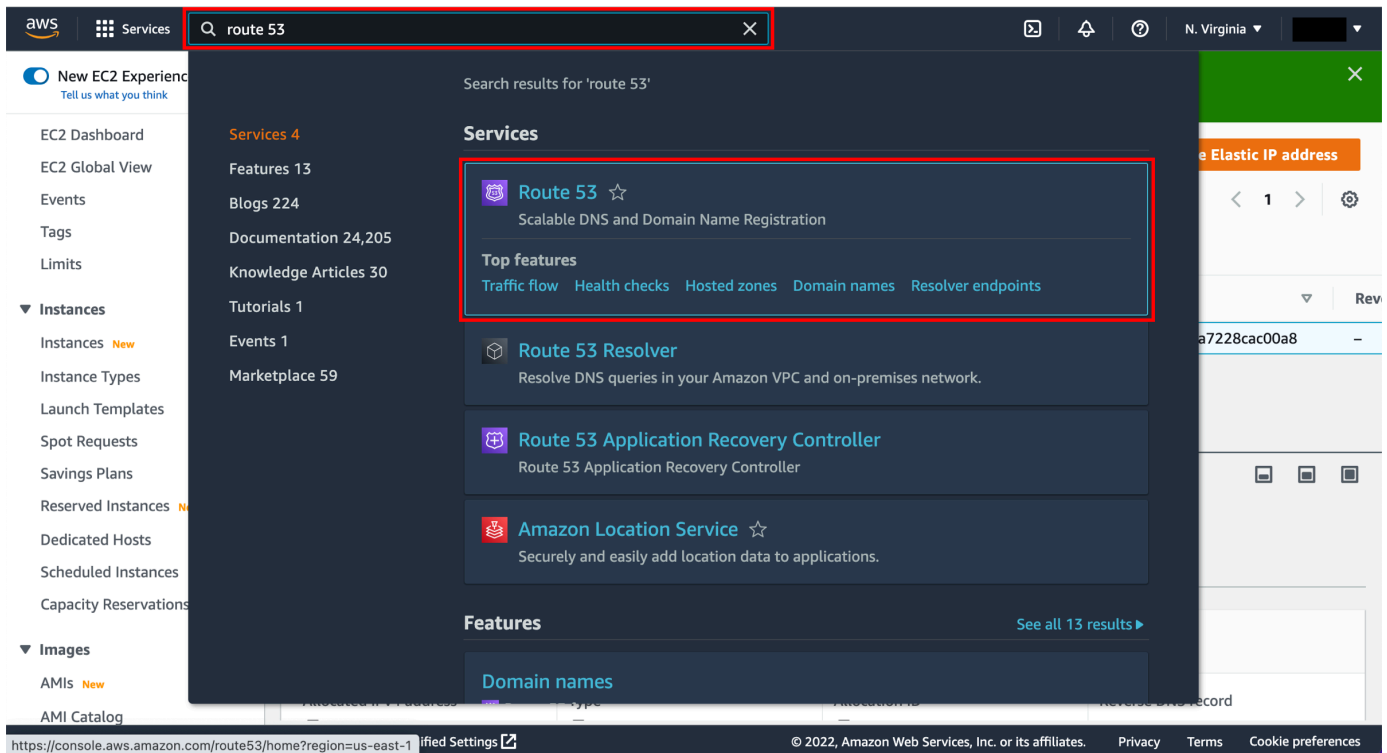 aws
Services
route 53
N. Virginia
New EC2 Experienc
Tell us what you think
EC2 Dashboard
EC2 Global View
Events
Tags
Limits
Instances
Instances New
Instance Types
Launch Templates
Spot Requests
Savings Plans
Reserved Instances
Dedicated Hosts
Scheduled Instances
Capacity Reservations
Images
AMIs New
AMI Catalog
Search results for 'route 53'
Services 4
Features 13
Blogs 224
Documentation 24,205
Knowledge Articles 30
Tutorials 1
Events 1
Marketplace 59
Services
Route 53
Scalable DNS and Domain Name Registration
Top features
Traffic flow Health checks Hosted zones Domain names Resolver endpoints
Route 53 Resolver
Resolve DNS queries in your Amazon VPC and on-premises network.
Route 53 Application Recovery Controller
Route 53 Application Recovery Controller
Amazon Location Service
Securely and easily add location data to applications.
Features
See all 13 results
Domain names
e Elastic IP address
1
Rev
a7228cac00a8 –
Type
Allocation ID
record
— —
https://console.aws.amazon.com/route53/home?region=us-east-1
ified Settings
© 2022, Amazon Web Services, Inc. or its affiliates. Privacy Terms Cookie preferences